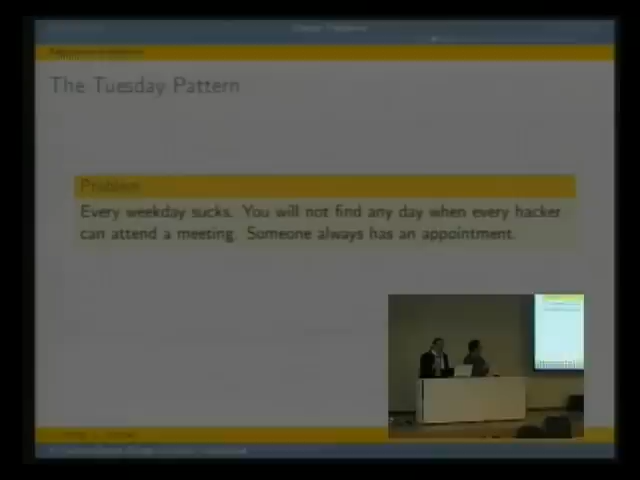 The Tuesday Pattern
Problem
Every weekday sucks. You will not find any day when every hacker
can attend a meeting. Someone always has an appointment.